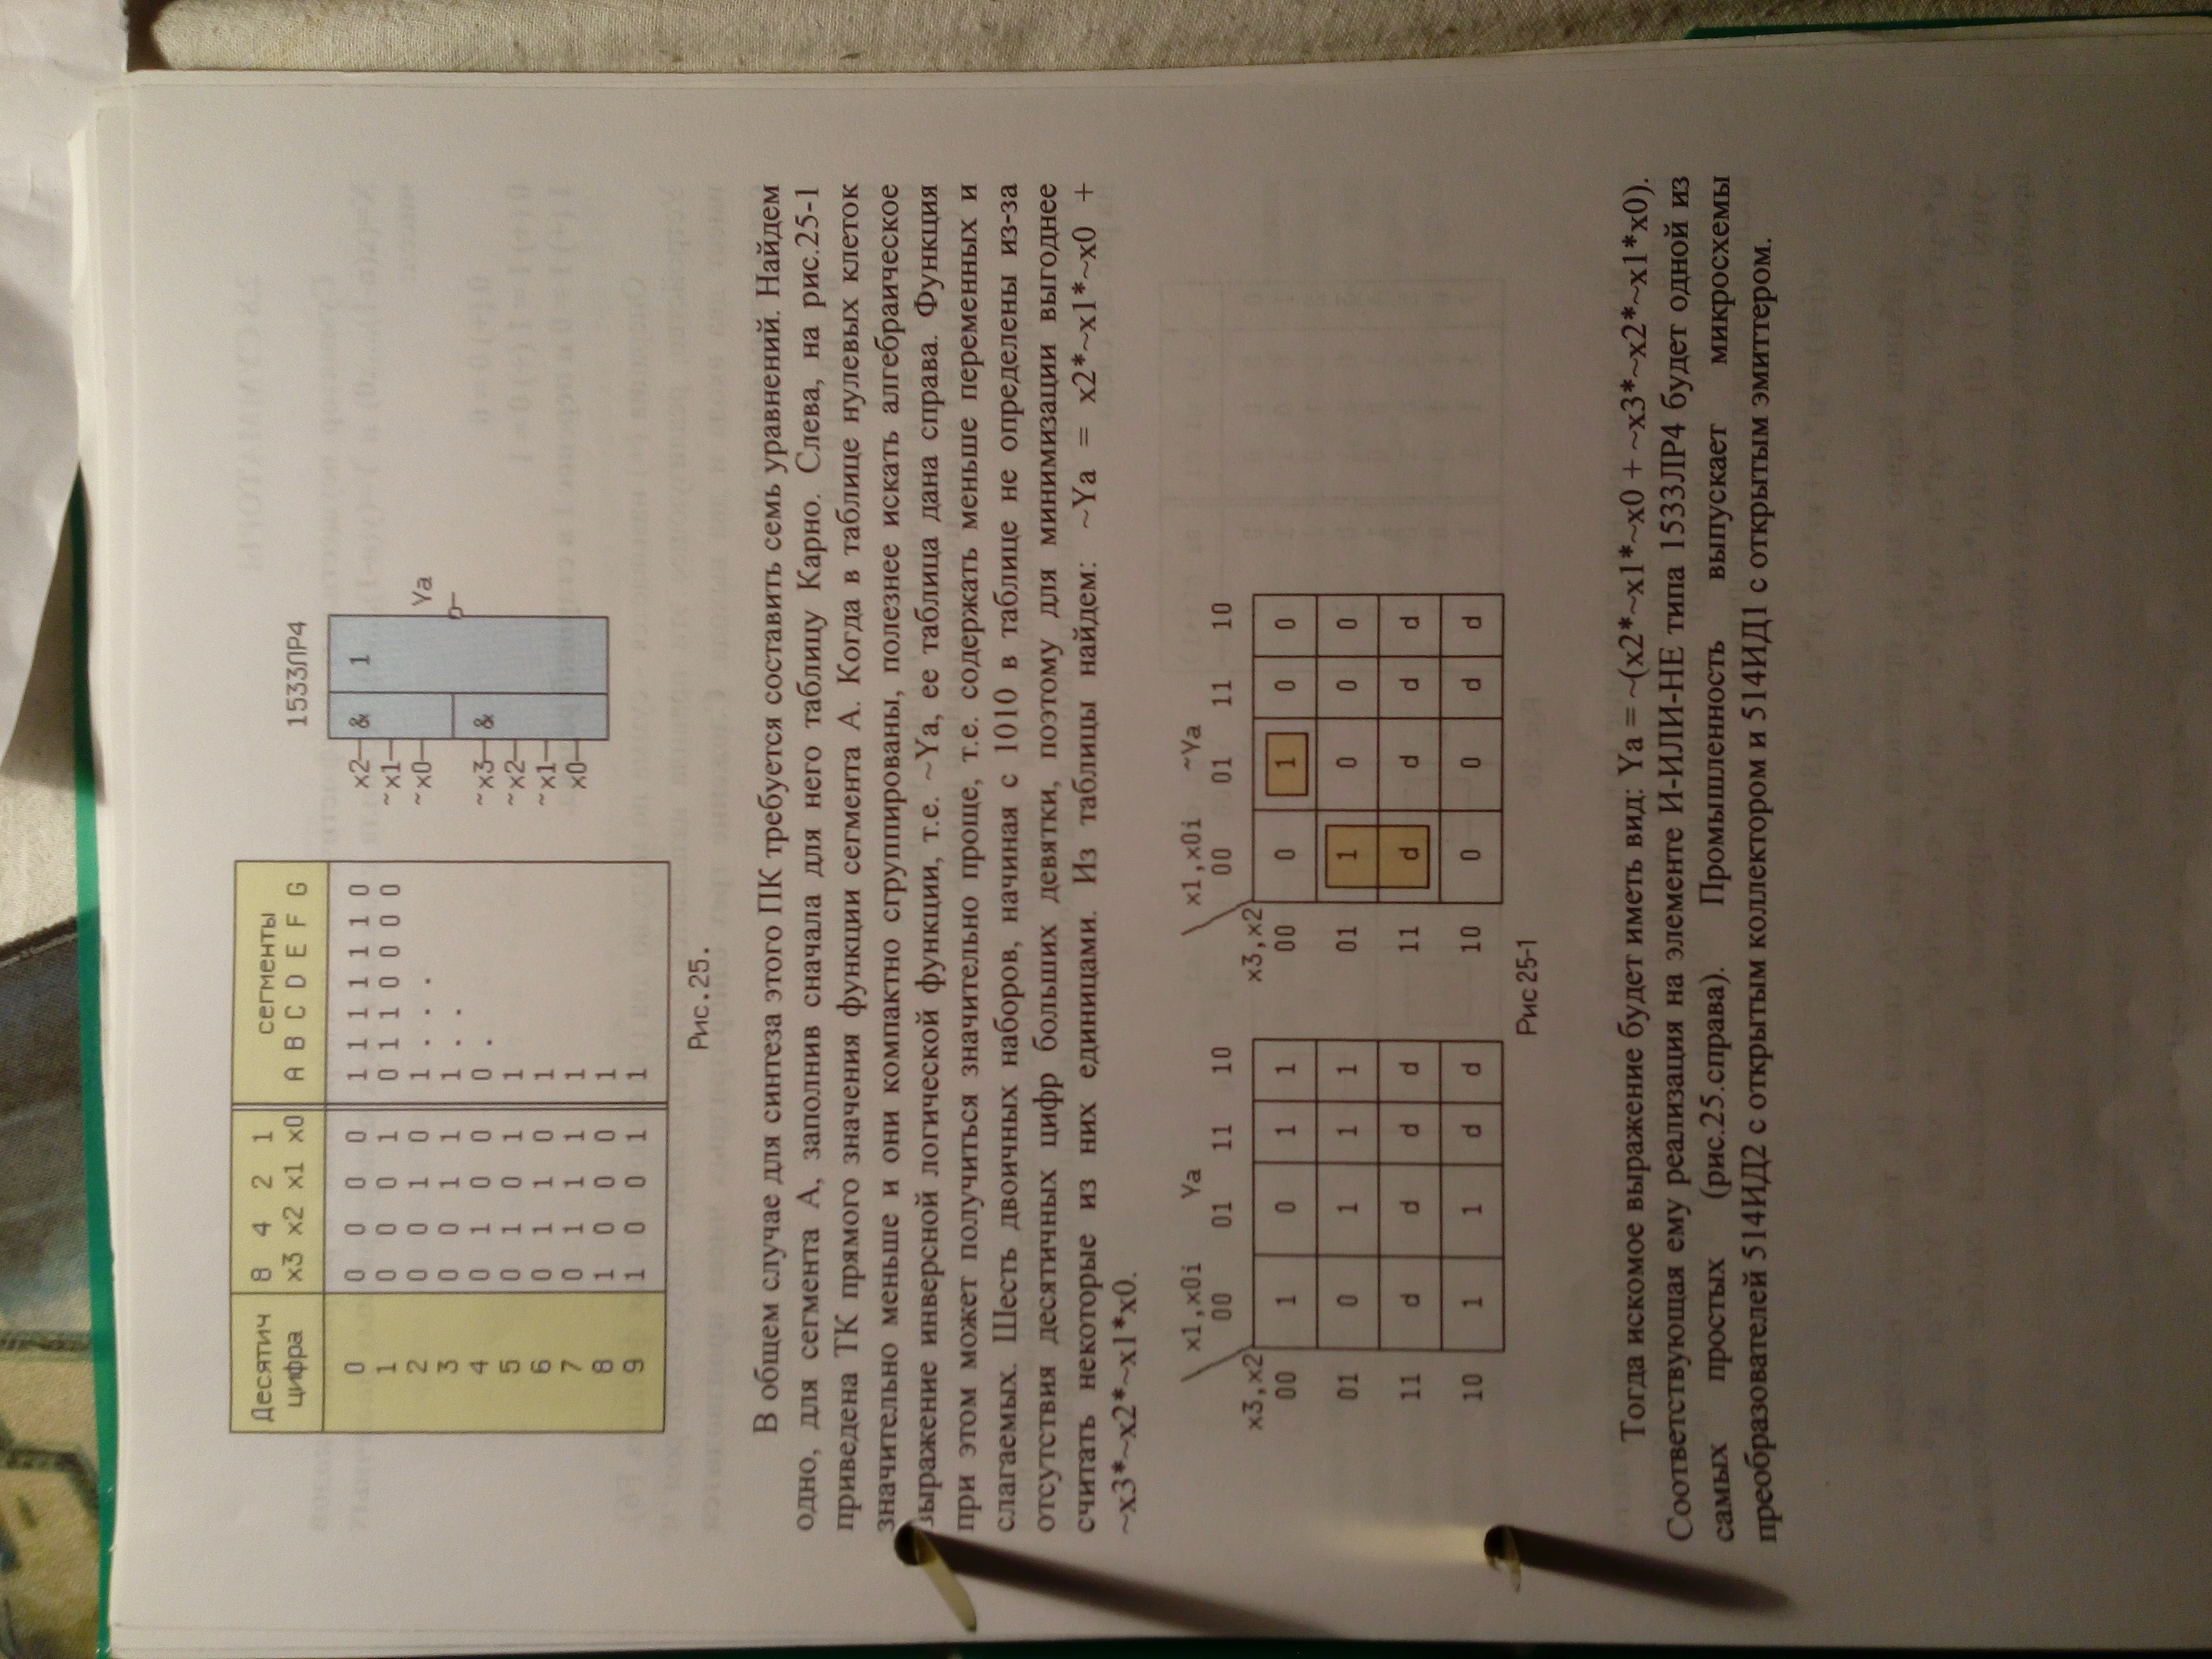 Десятич 8 4 2 1 сегменты
цифра x3 x2 x1 x0 A B C D E F G
0 0 0 0 0 1 1 1 1 1 1 0
1 0 0 0 1 0 1 1 0 0 0 0
2 0 0 1 0 1 . . .
3 0 0 1 1 1 . .
4 0 1 0 0 0 .
5 0 1 0 1 1
6 0 1 1 0 1
7 0 1 1 1 1
8 1 0 0 0 1
9 1 0 0 1 1
1533ЛР4
x2 & 1
~x1
~x0 Ya
~x3 &
~x2
~x1
x0
Рис.25.
В общем случае для синтеза этого ПК требуется составить семь уравнений. Найдем
одно, для сегмента А, заполнив сначала для него таблицу Карно. Слева, на рис.25-1
приведена ТК прямого значения функции сегмента А. Когда в таблице нулевых клеток
значительно меньше и они компактно сгруппированы, полезнее искать алгебраическое
выражение инверсной логической функции, т.е. ~Ya, ее таблица дана справа. Функция
при этом может получиться значительно проще, т.е. содержать меньше переменных и
слагаемых. Шесть двоичных наборов, начиная с 1010 в таблице не определены из-за
отсутствия десятичных цифр больших девятки, поэтому для минимизации выгоднее
считать некоторые из них единицами. Из таблицы найдем: ~Ya = x2*~x1*~x0 +
~x3*~x2*~x1*x0.
x1,x0i Ya
00 01 11 10
x3,x2
00 1 0 1 1
01 0 1 1 1
11 d d d d
10 1 1 d d
x1,x0i ~Ya
00 01 11 10
x3,x2
00 0 1 0 0
01 1 0 0 0
11 d d d d
10 0 0 d d
Рис25-1
Тогда искомое выражение будет иметь вид: Ya = ~(x2*~x1*~x0 + ~x3*~x2*~x1*x0).
Соответствующая ему реализация на элементе И-ИЛИ-НЕ типа 1533ЛР4 будет одной из
самых простых (рис.25.справа). Промышленность выпускает микросхемы
преобразователей 514ИД2 с открытым коллектором и 514ИД1 с открытым эмиттером.